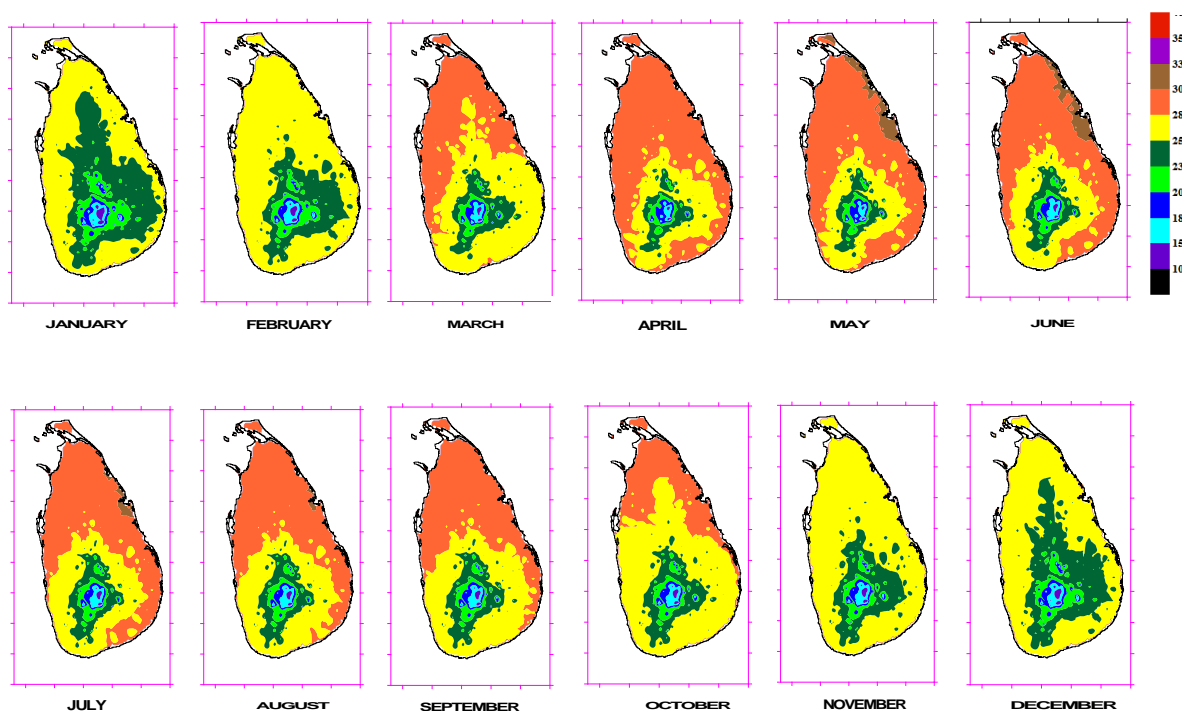 JANUARY
FEBRUARY
MARCH
APRIL
MAY
JUNE
35
33
30
28
25
23
20
18
15
10
JULY
AUGUST
SEPTEMBER
OCTOBER
NOVEMBER
DECEMBER